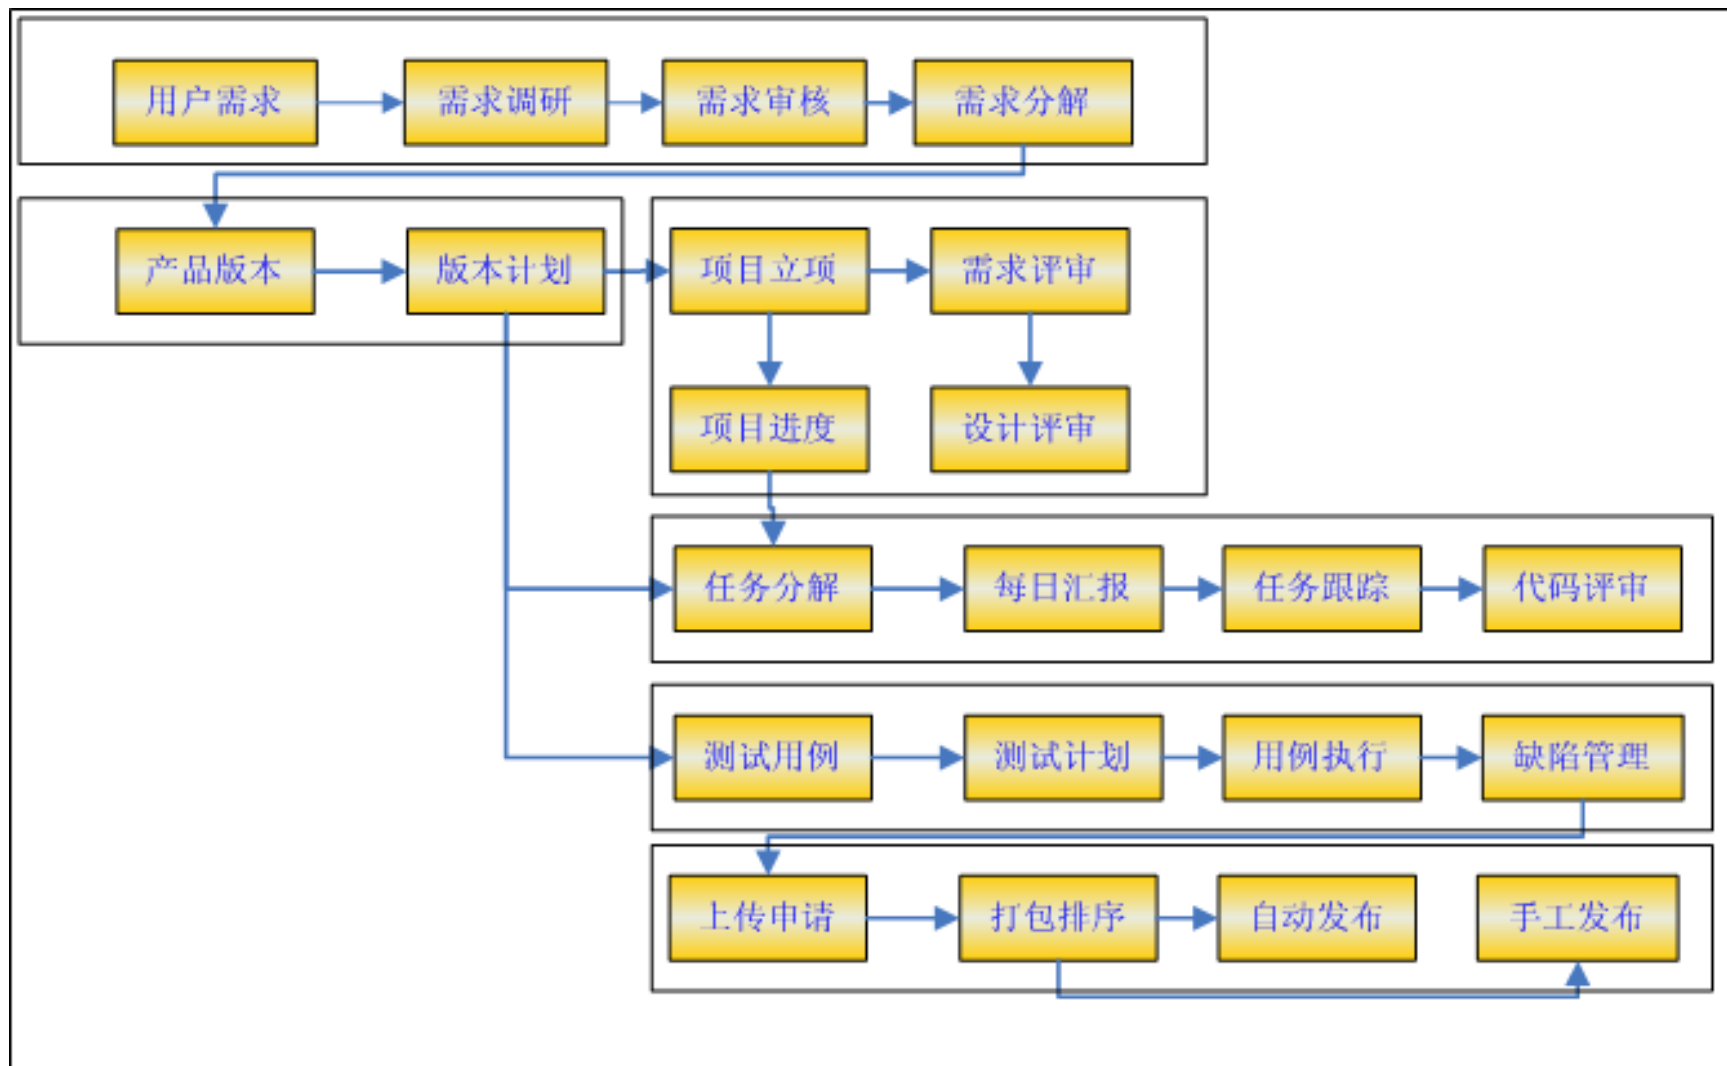 用户需求 需求调研 需求审核 需求分解
产品版本 版本计划 项目立项 需求评审
项目进度 设计评审
任务分解 每日汇报 任务跟踪 代码评审
测试用例 测试计划 用例执行 缺陷管理
上传申请 打包排序 自动发布 手工发布